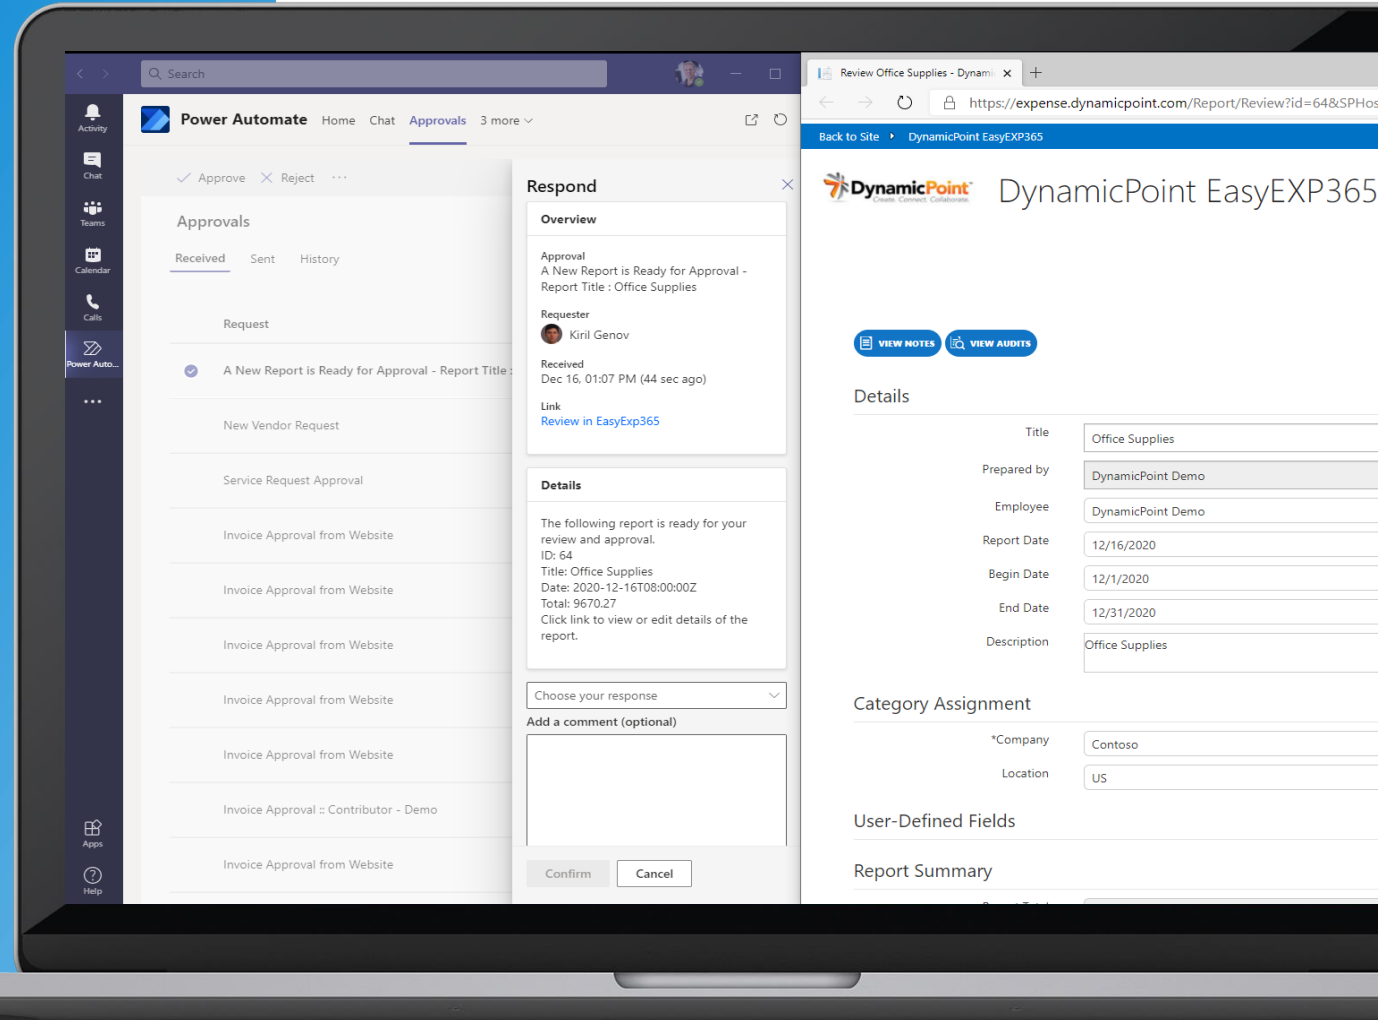 Search
Activity
Chat
Teams
Calendar
Calls
Power Auto...
Apps
Help
Power Automate Home Chat Approvals 3 more
Approve Reject ...
Approvals
Received Sent History
Request
A New Report is Ready for Approval - Report Title :
New Vendor Request
Service Request Approval
Invoice Approval from Website
Invoice Approval from Website
Invoice Approval from Website
Invoice Approval from Website
Invoice Approval from Website
Invoice Approval :: Contributor - Demo
Invoice Approval from Website
Respond
Overview
Approval
A New Report is Ready for Approval -
Report Title : Office Supplies
Requester
Kiril Genov
Received
Dec 16, 01:07 PM (44 sec ago)
Link
Review in EasyExp365
Details
The following report is ready for your
review and approval.
ID: 64
Title: Office Supplies
Date: 2020-12-16T08:00:00Z
Total: 9670.27
Click link to view or edit details of the
report.
Choose your response
Add a comment (optional)
Confirm Cancel
Review Office Supplies - Dynam
https://expense.dynamicpoint.com/Report/Review?id=64&SPHos
Back to Site DynamicPoint EasyEXP365
DynamicPoint
Create. Connect. Collaborate.
DynamicPoint EasyEXP365
VIEW NOTES VIEW AUDITS
Details
Title Office Supplies
Prepared by DynamicPoint Demo
Employee DynamicPoint Demo
Report Date 12/16/2020
Begin Date 12/1/2020
End Date 12/31/2020
Description Office Supplies
Category Assignment
*Company Contoso
Location US
User-Defined Fields
Report Summary